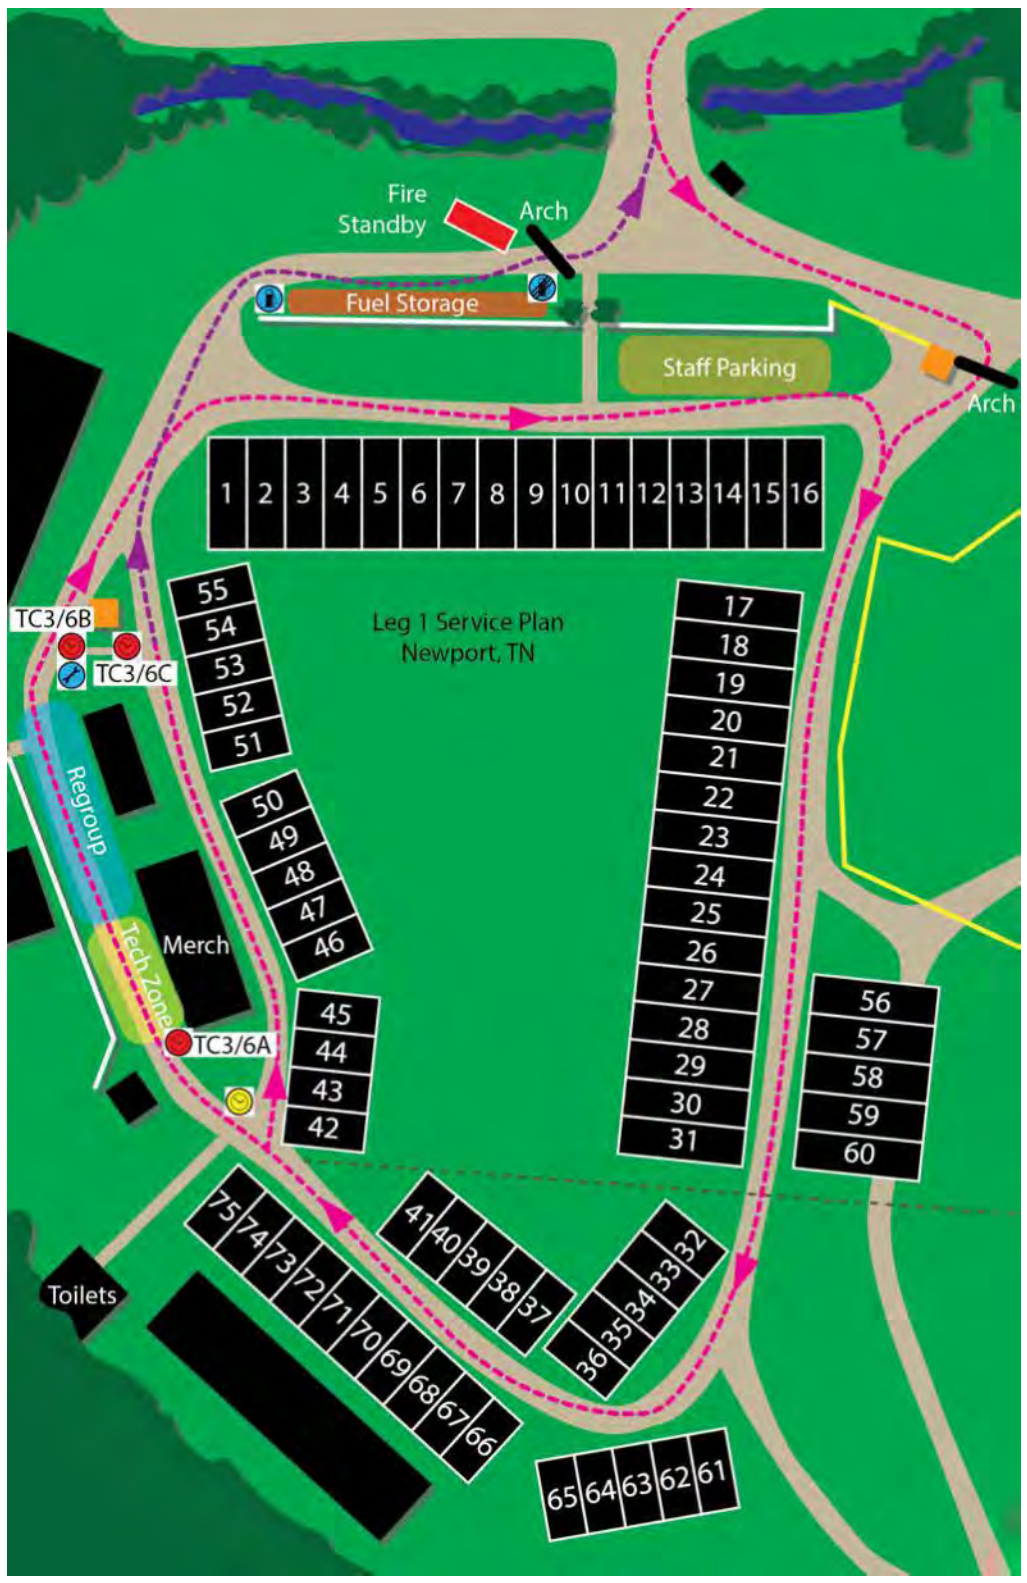 Fire
Standby
Arch
Fuel Storage
Staff Parking
Arch
1 2 3 4 5 6 7 8 9 10 11 12 13 14 15 16
Leg 1 Service Plan
Newport, TN
TC3/6B
TC3/6C
55
54
53
52
51
50
49
48
47
46
45
44
43
42
17
18
19
20
21
22
23
24
25
26
27
28
29
30
31
Regroup
Tech Zone
Merch
TC3/6A
56
57
58
59
60
41 40 39 38 37
36 35 34 33 32
75 74 73 72 71 70 69 68 67 66
Toilets
65 64 63 62 61